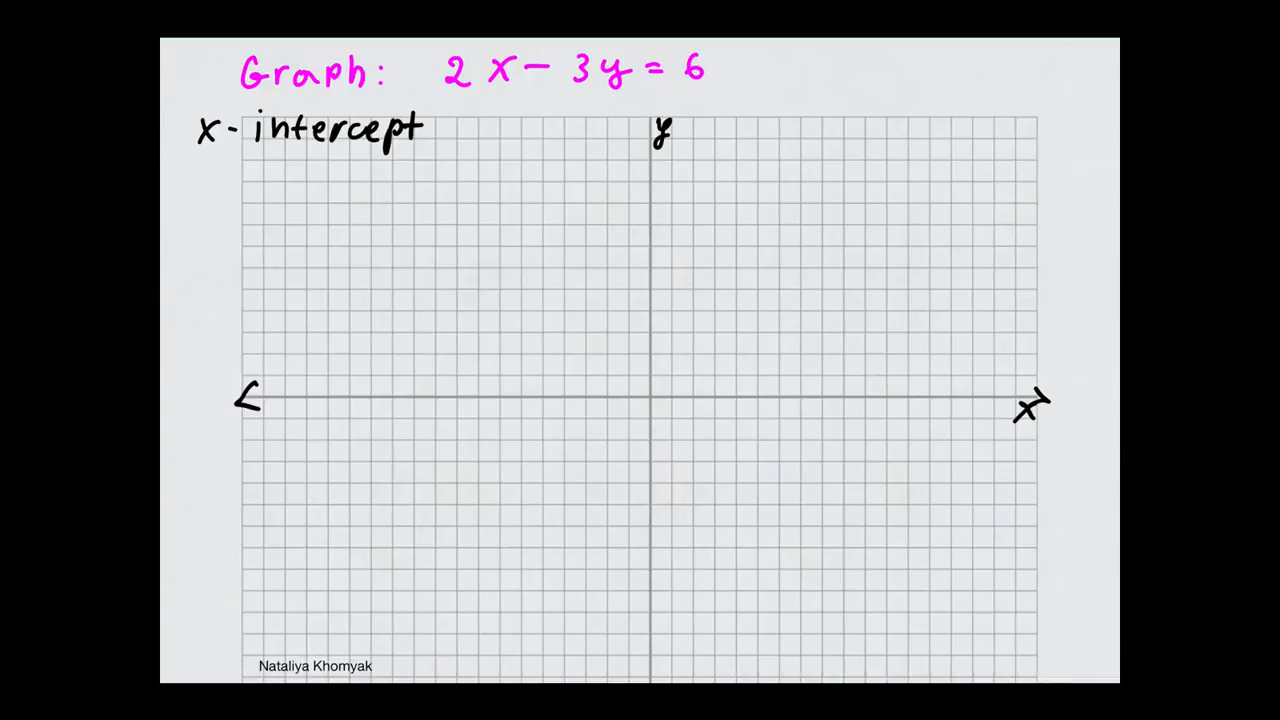 Graph: 2x - 3y = 6
x - intercept
y
x
Nataliya Khomyak